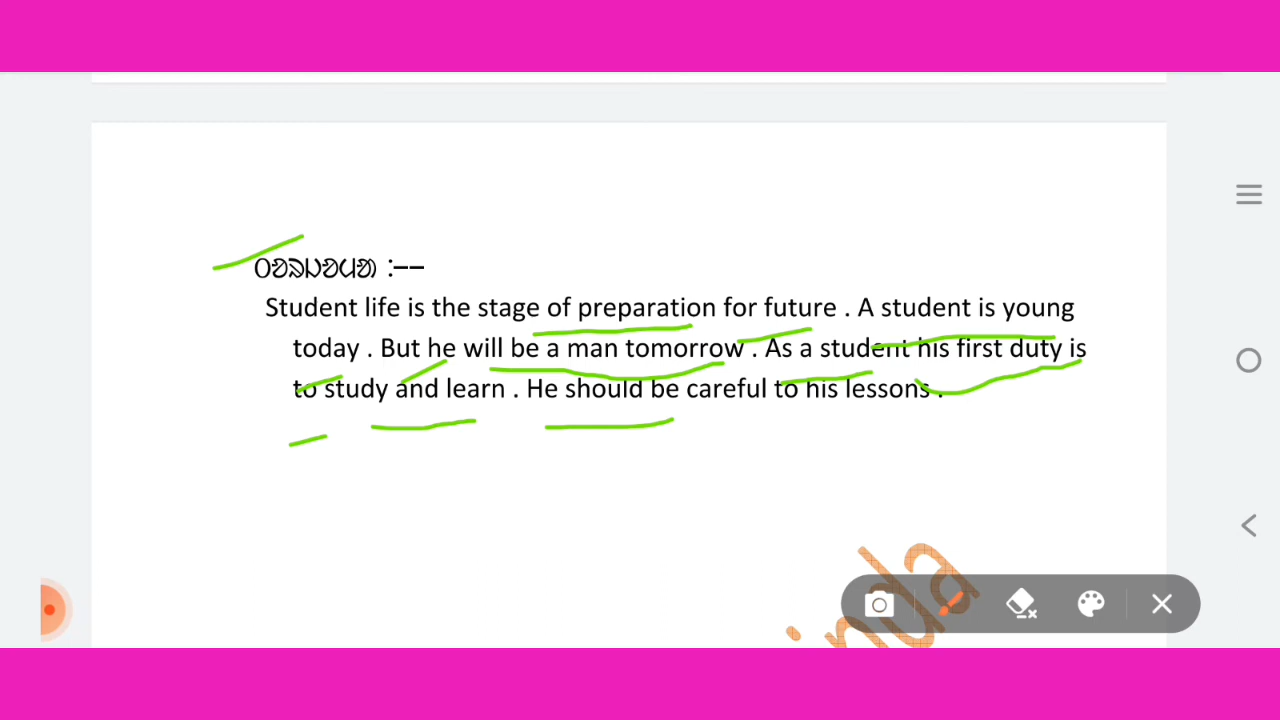 ᱛᱚᱨᱡᱚᱢᱟ :--
Student life is the stage of preparation for future . A student is young
today . But he will be a man tomorrow . As a student his first duty is
to study and learn . He should be careful to his lessons .